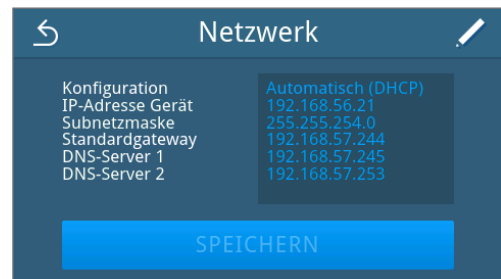 Netzwerk
Konfiguration Automatisch (DHCP)
IP-Adresse Gerät 192.168.56.21
Subnetzmaske 255.255.254.0
Standardgateway 192.168.57.244
DNS-Server 1 192.168.57.245
DNS-Server 2 192.168.57.253
SPEICHERN